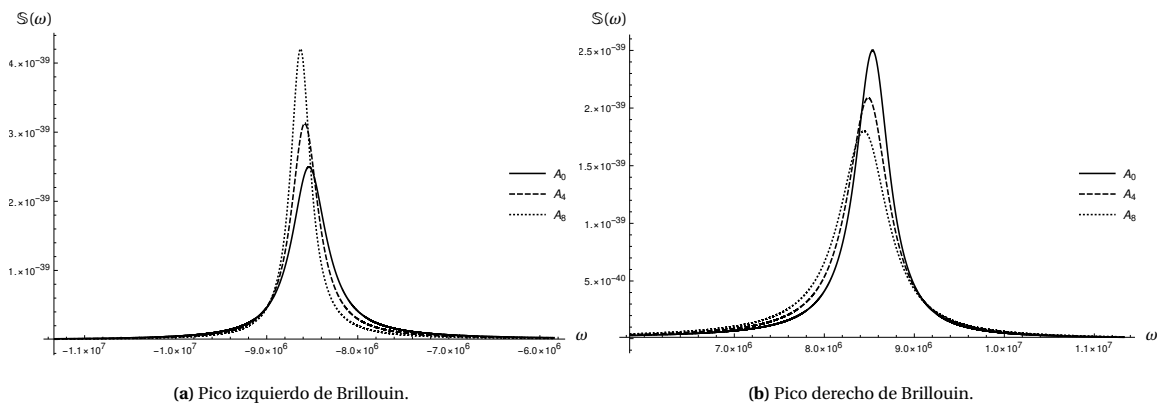 𝕊(ω)
4.×10⁻³⁹
3.×10⁻³⁹
2.×10⁻³⁹
1.×10⁻³⁹
A₀
A₄
A₈
−1.1×10⁷
−1.0×10⁷
−9.0×10⁶
−8.0×10⁶
−7.0×10⁶
−6.0×10⁶
ω
(a) Pico izquierdo de Brillouin.
𝕊(ω)
2.5×10⁻³⁹
2.×10⁻³⁹
1.5×10⁻³⁹
1.×10⁻³⁹
5.×10⁻⁴⁰
A₀
A₄
A₈
7.0×10⁶
8.0×10⁶
9.0×10⁶
1.0×10⁷
1.1×10⁷
ω
(b) Pico derecho de Brillouin.